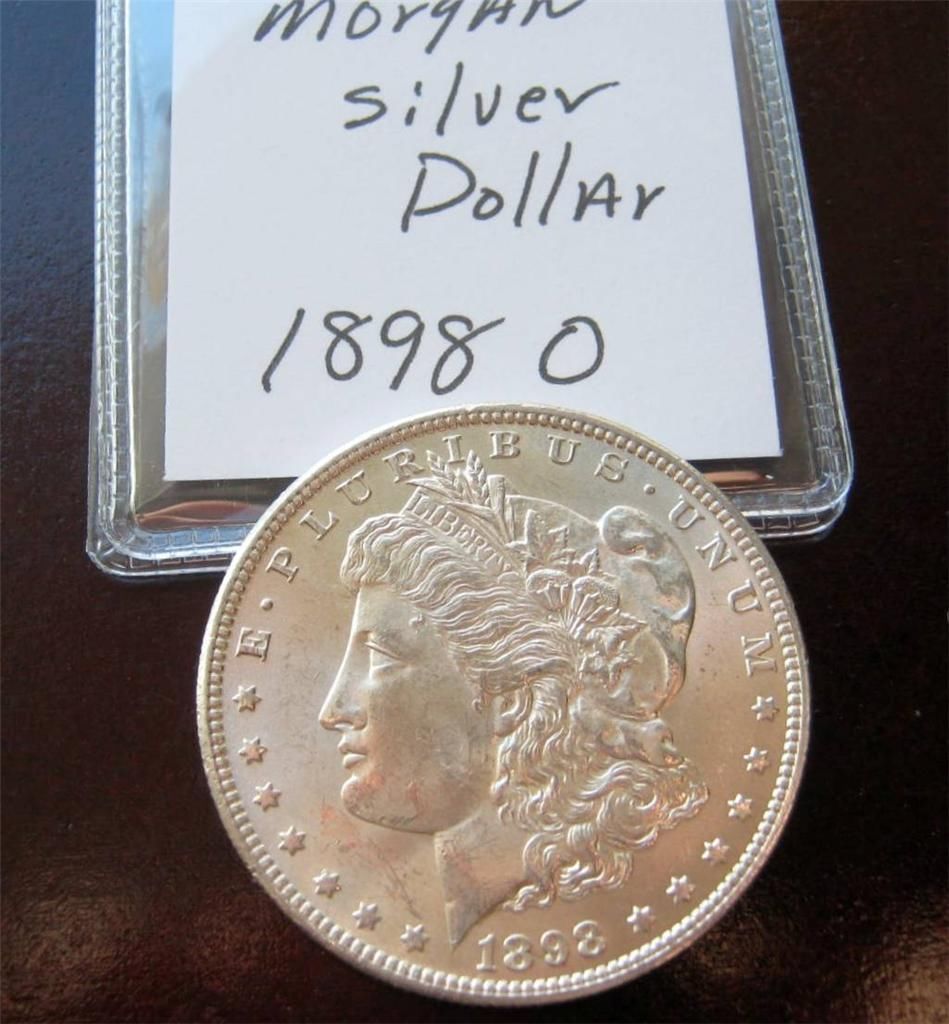 Morgan
silver
Dollar
1898 O
E · PLURIBUS · UNUM
LIBERTY
1898